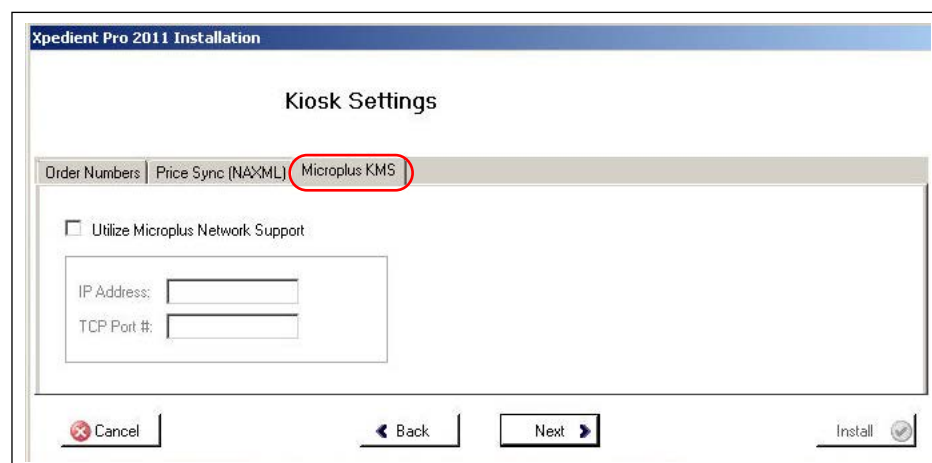 Xpedient Pro 2011 Installation
Kiosk Settings
Order Numbers Price Sync (NAXML) Microplus KMS
Utilize Microplus Network Support
IP Address:
TCP Port #:
Cancel Back Next Install